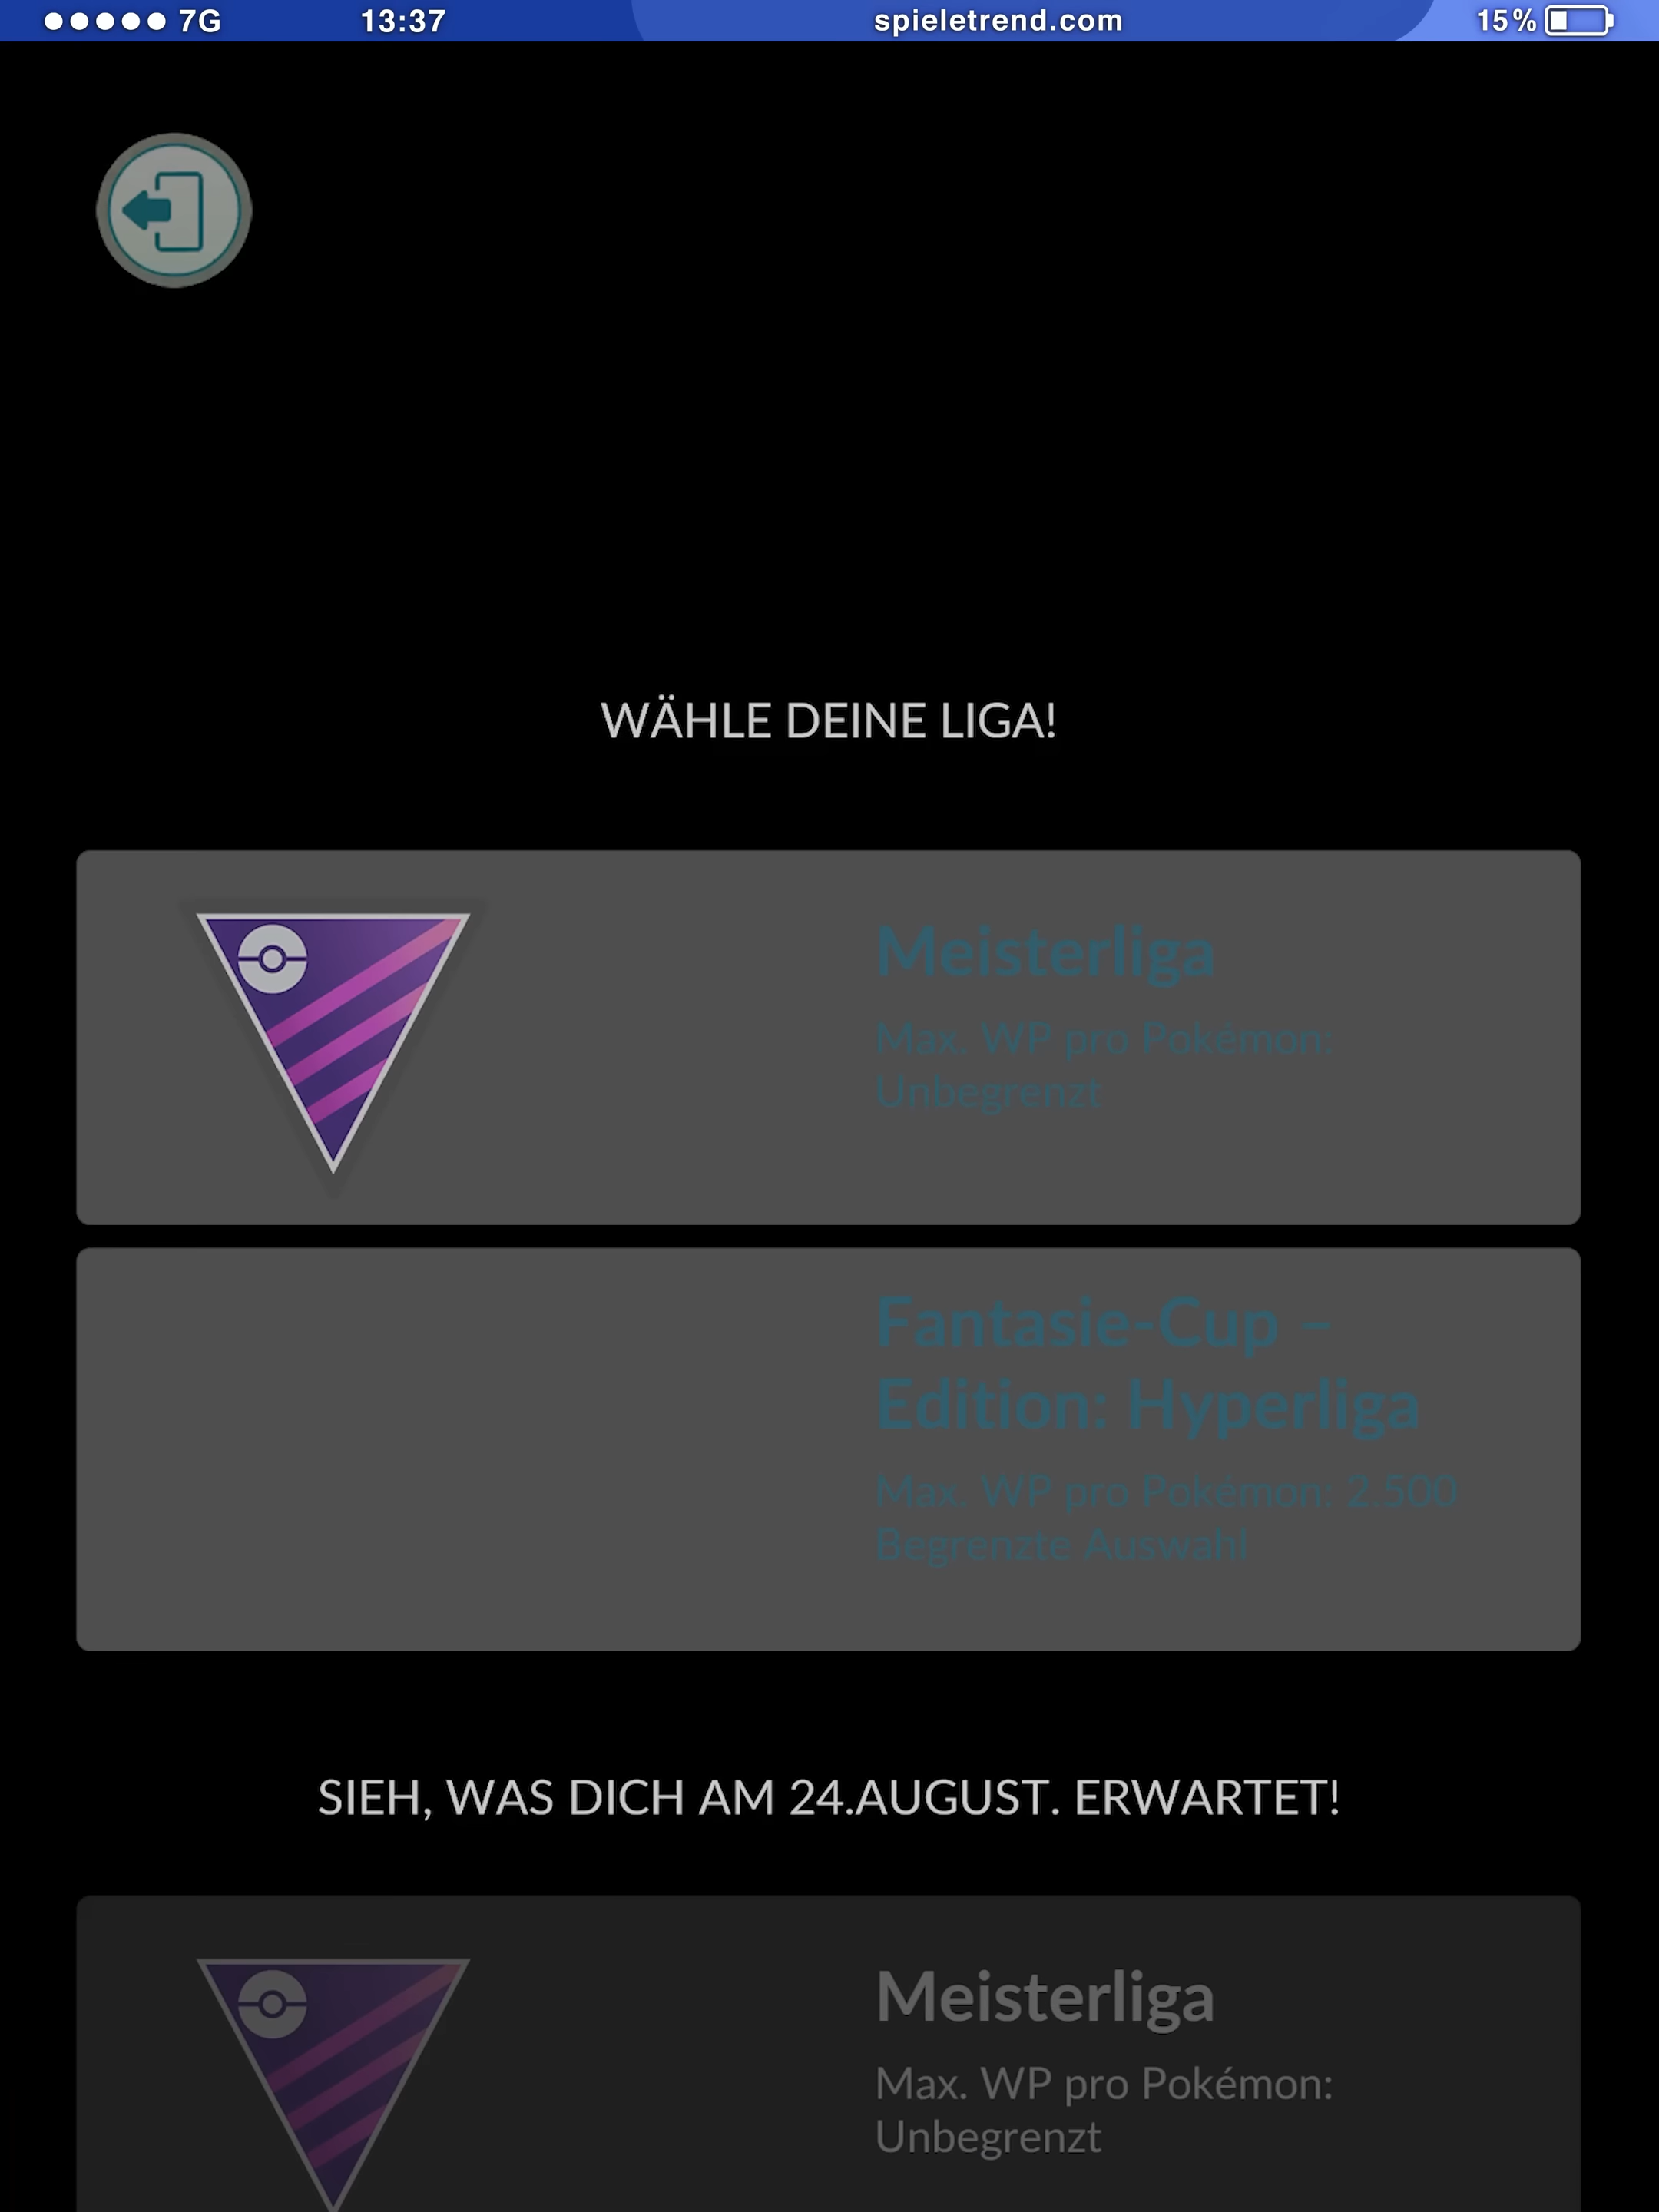 7G 13:37 spieletrend.com 15%
WÄHLE DEINE LIGA!
Meisterliga
Max. WP pro Pokémon:
Unbegrenzt
Fantasie-Cup –
Edition: Hyperliga
Max. WP pro Pokémon: 2.500
Begrenzte Auswahl
SIEH, WAS DICH AM 24.AUGUST. ERWARTET!
Meisterliga
Max. WP pro Pokémon:
Unbegrenzt